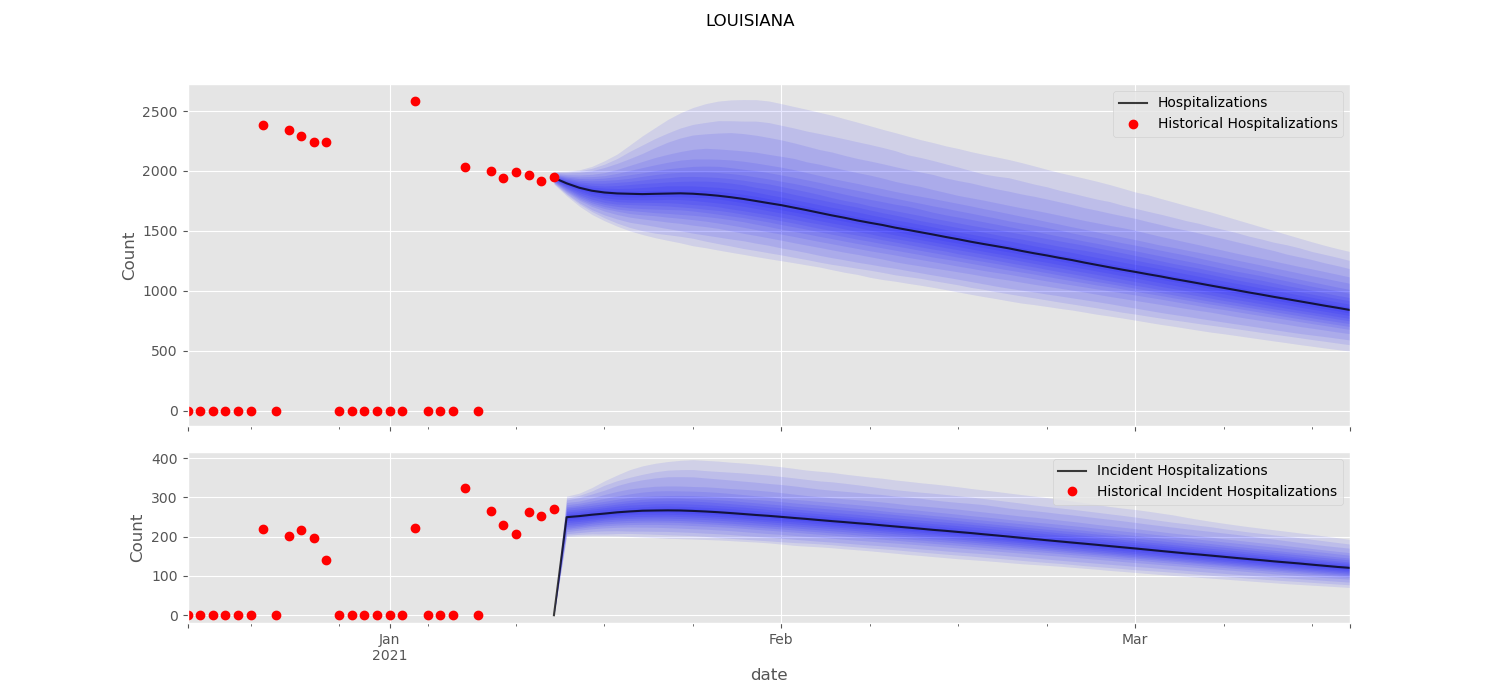 LOUISIANA
2500
2000
1500
1000
500
0
Count
Hospitalizations
Historical Hospitalizations
400
300
200
100
0
Count
Incident Hospitalizations
Historical Incident Hospitalizations
Jan
2021
Feb
Mar
date